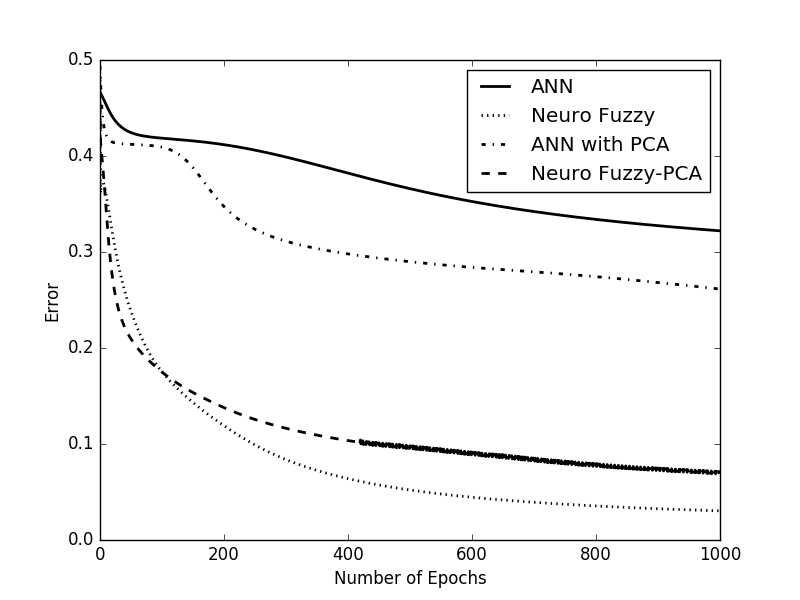 0.5
0.4
0.3
0.2
0.1
0.0
Error
ANN
Neuro Fuzzy
ANN with PCA
Neuro Fuzzy-PCA
0 200 400 600 800 1000
Number of Epochs